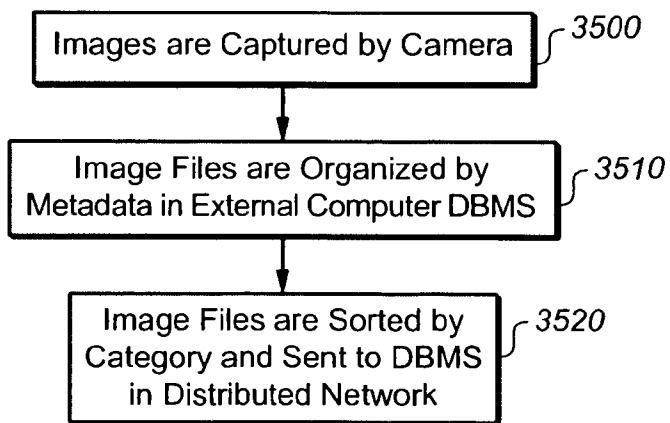 Images are Captured by Camera
3500
Image Files are Organized by
Metadata in External Computer DBMS
3510
Image Files are Sorted by
Category and Sent to DBMS
in Distributed Network
3520